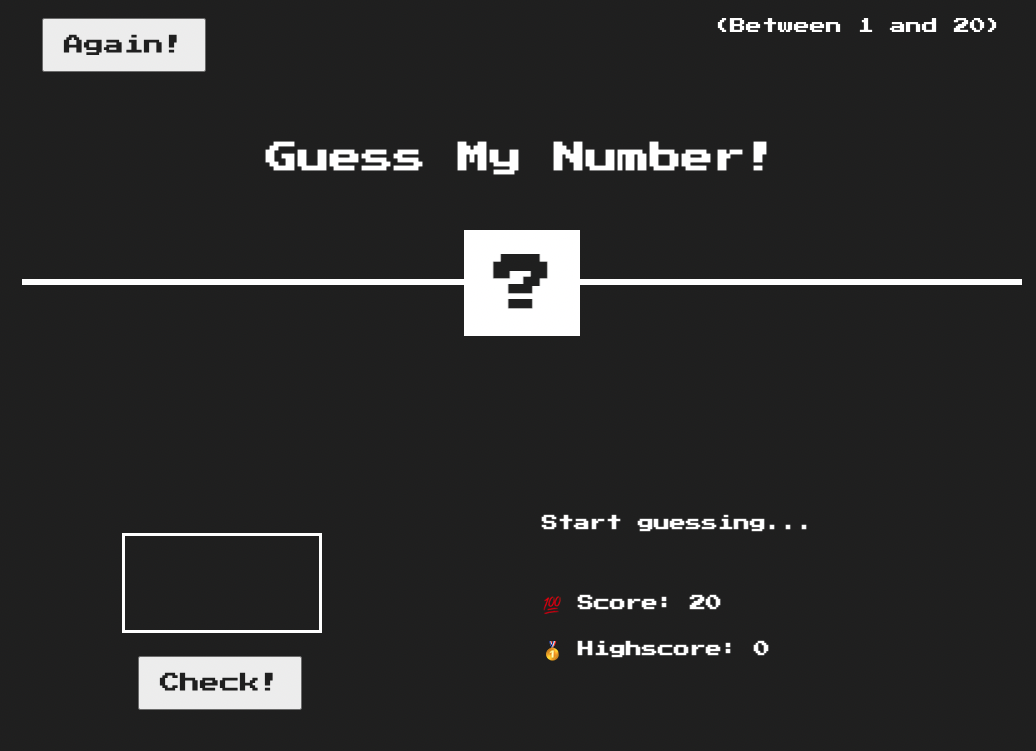 Again!
(Between 1 and 20)
Guess My Number!
?
Start guessing...
💯 Score: 20
🥇 Highscore: 0
Check!